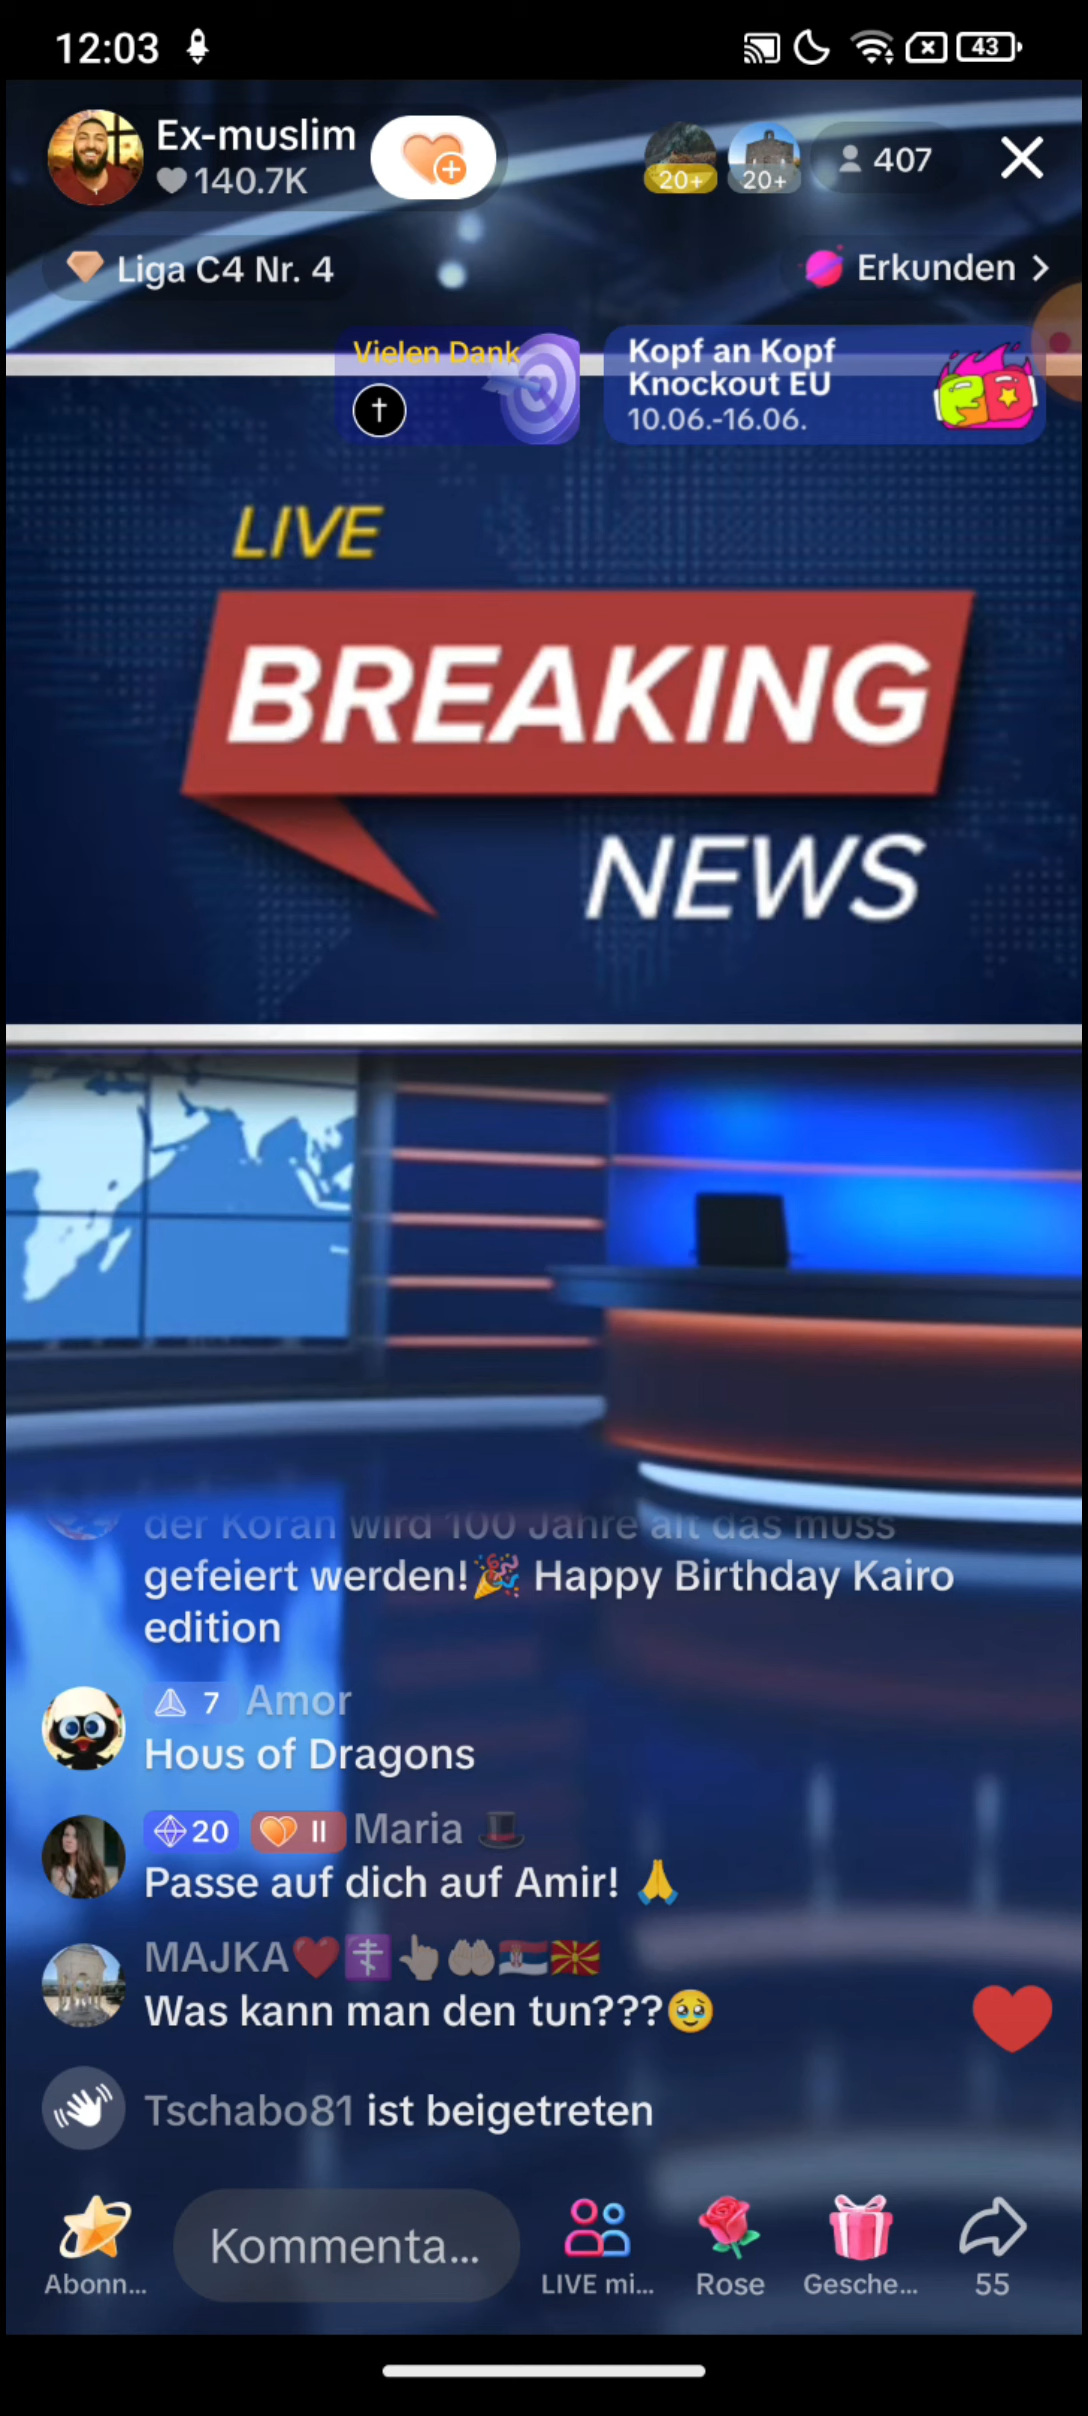 12:03
43
Ex-muslim
140.7K
20+
20+
407
Liga C4 Nr. 4
Erkunden >
Vielen Dank
Kopf an Kopf
Knockout EU
10.06.-16.06.
LIVE
BREAKING
NEWS
der Koran wird 100 Jahre alt das muss
gefeiert werden!🎉 Happy Birthday Kairo
edition
7 Amor
Hous of Dragons
20 II Maria 🎩
Passe auf dich auf Amir! 🙏
MAJKA❤️☦️👆🏼🤲🏼🇷🇸🇲🇰
Was kann man den tun???🥹
Tschabo81 ist beigetreten
Abonn...
Kommenta...
LIVE mi...
Rose
Gesche...
55